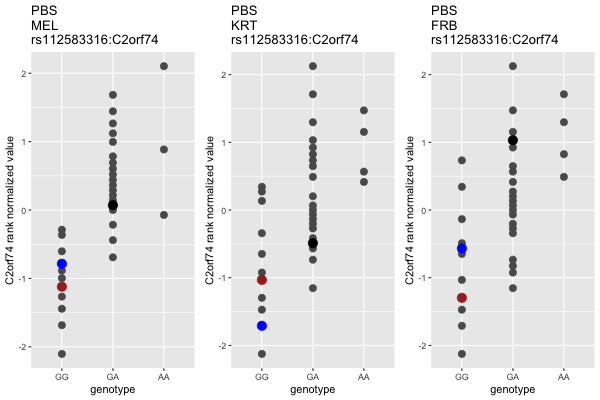 PBS
MEL
rs112583316:C2orf74
C2orf74 rank normalized value
2
1
0
-1
-2
GG
GA
AA
genotype
PBS
KRT
rs112583316:C2orf74
C2orf74 rank normalized value
2
1
0
-1
-2
GG
GA
AA
genotype
PBS
FRB
rs112583316:C2orf74
C2orf74 rank normalized value
2
1
0
-1
-2
GG
GA
AA
genotype